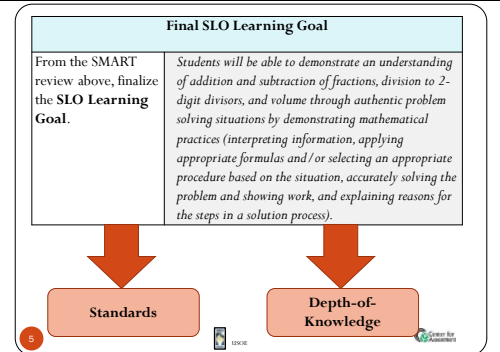 Final SLO Learning Goal
From the SMART
review above, finalize
the SLO Learning
Goal.
Students will be able to demonstrate an understanding
of addition and subtraction of fractions, division to 2-
digit divisors, and volume through authentic problem
solving situations by demonstrating mathematical
practices (interpreting information, applying
appropriate formulas and/or selecting an appropriate
procedure based on the situation, accurately solving the
problem and showing work, and explaining reasons for
the steps in a solution process).
Standards
Depth-of-
Knowledge
5
USOE
Center for
Assessment